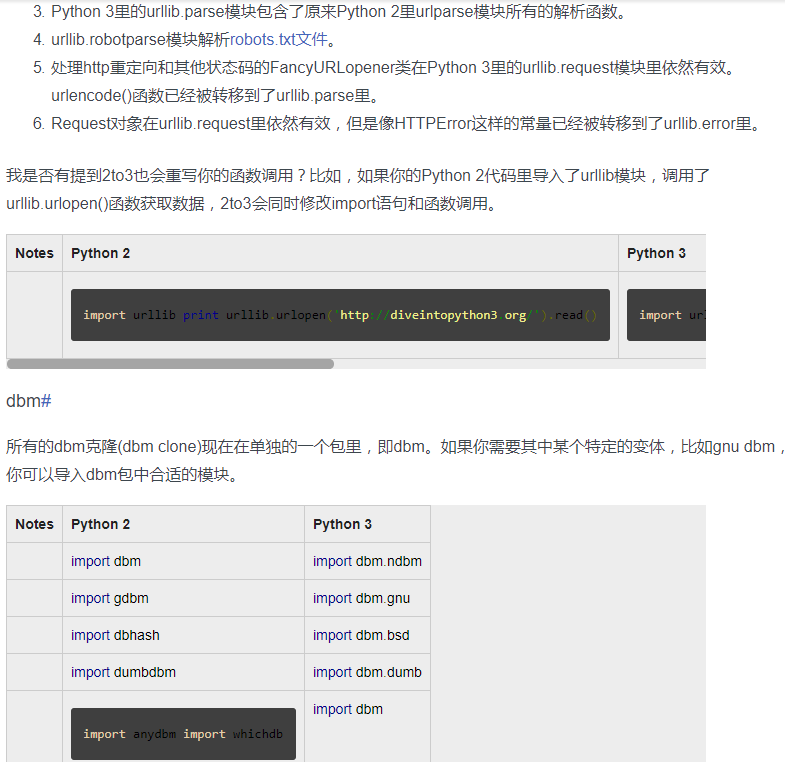 3. Python 3里的urllib.parse模块包含了原来Python 2里urlparse模块所有的解析函数。
4. urllib.robotparse模块解析robots.txt文件。
5. 处理http重定向和其他状态码的FancyURLopener类在Python 3里的urllib.request模块里依然有效。
urlencode()函数已经被转移到了urllib.parse里。
6. Request对象在urllib.request里依然有效，但是像HTTPError这样的常量已经被转移到了urllib.error里。
我是否有提到2to3也会重写你的函数调用？比如，如果你的Python 2代码里导入了urllib模块，调用了
urllib.urlopen()函数获取数据，2to3会同时修改import语句和函数调用。
Notes Python 2 Python 3
import urllib print urllib.urlopen('http://diveintopython3.org/').read() import url
dbm#
所有的dbm克隆(dbm clone)现在在单独的一个包里，即dbm。如果你需要其中某个特定的变体，比如gnu dbm，
你可以导入dbm包中合适的模块。
Notes Python 2 Python 3
import dbm import dbm.ndbm
import gdbm import dbm.gnu
import dbhash import dbm.bsd
import dumbdbm import dbm.dumb
import anydbm import whichdb import dbm